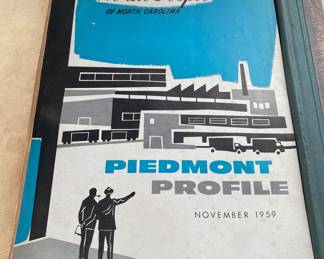 OF NORTH CAROLINA
PIEDMONT
PROFILE
NOVEMBER 1959